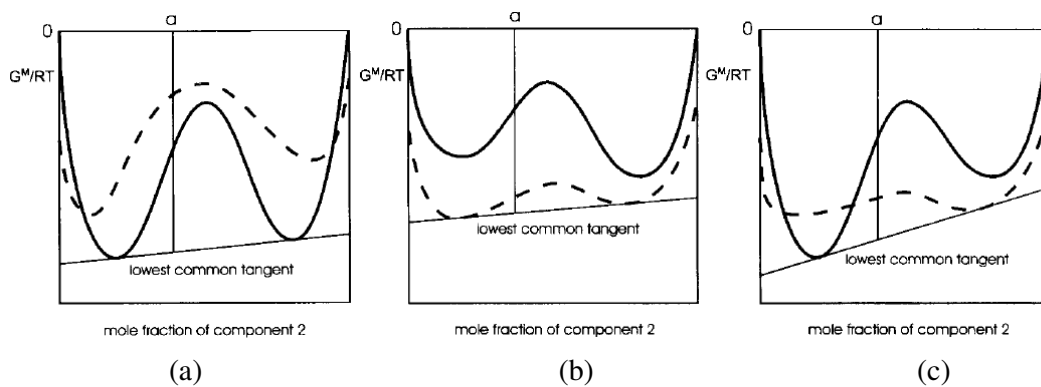 a
0
G^M/RT
lowest common tangent
mole fraction of component 2
(a)
a
0
G^M/RT
lowest common tangent
mole fraction of component 2
(b)
a
0
G^M/RT
lowest common tangent
mole fraction of component 2
(c)